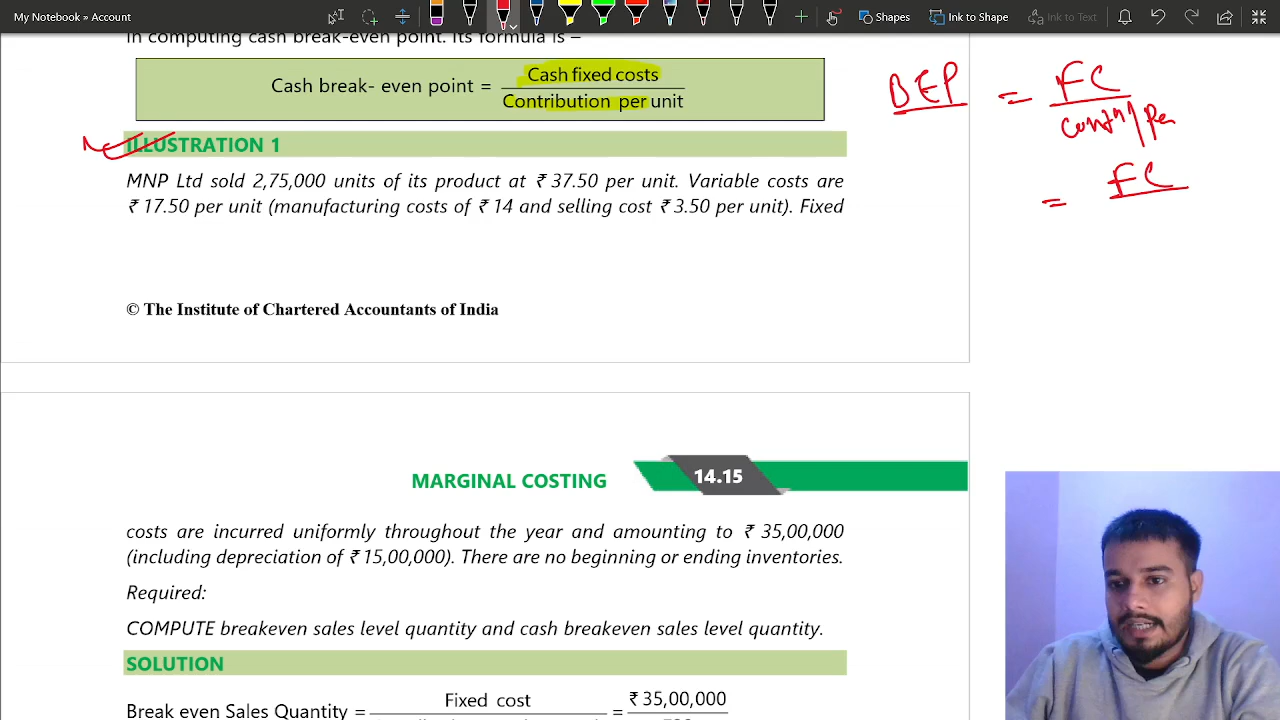 My Notebook » Account
Shapes
Ink to Shape
Ink to Text
in computing cash break-even point. Its formula is –
Cash break- even point = Cash fixed costs
Contribution per unit
BEP = FC
Contn/per
= FC
ILLUSTRATION 1
MNP Ltd sold 2,75,000 units of its product at ₹ 37.50 per unit. Variable costs are
₹ 17.50 per unit (manufacturing costs of ₹ 14 and selling cost ₹ 3.50 per unit). Fixed
© The Institute of Chartered Accountants of India
MARGINAL COSTING 14.15
costs are incurred uniformly throughout the year and amounting to ₹ 35,00,000
(including depreciation of ₹ 15,00,000). There are no beginning or ending inventories.
Required:
COMPUTE breakeven sales level quantity and cash breakeven sales level quantity.
SOLUTION
Break even Sales Quantity = Fixed cost = ₹ 35,00,000